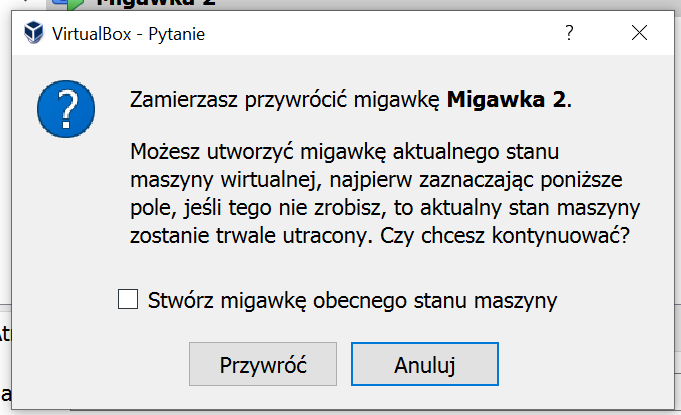 Migawka 2
VirtualBox - Pytanie
?
Zamierzasz przywrócić migawkę Migawka 2.
Możesz utworzyć migawkę aktualnego stanu
maszyny wirtualnej, najpierw zaznaczając poniższe
pole, jeśli tego nie zrobisz, to aktualny stan maszyny
zostanie trwale utracony. Czy chcesz kontynuować?
Stwórz migawkę obecnego stanu maszyny
Przywróć
Anuluj